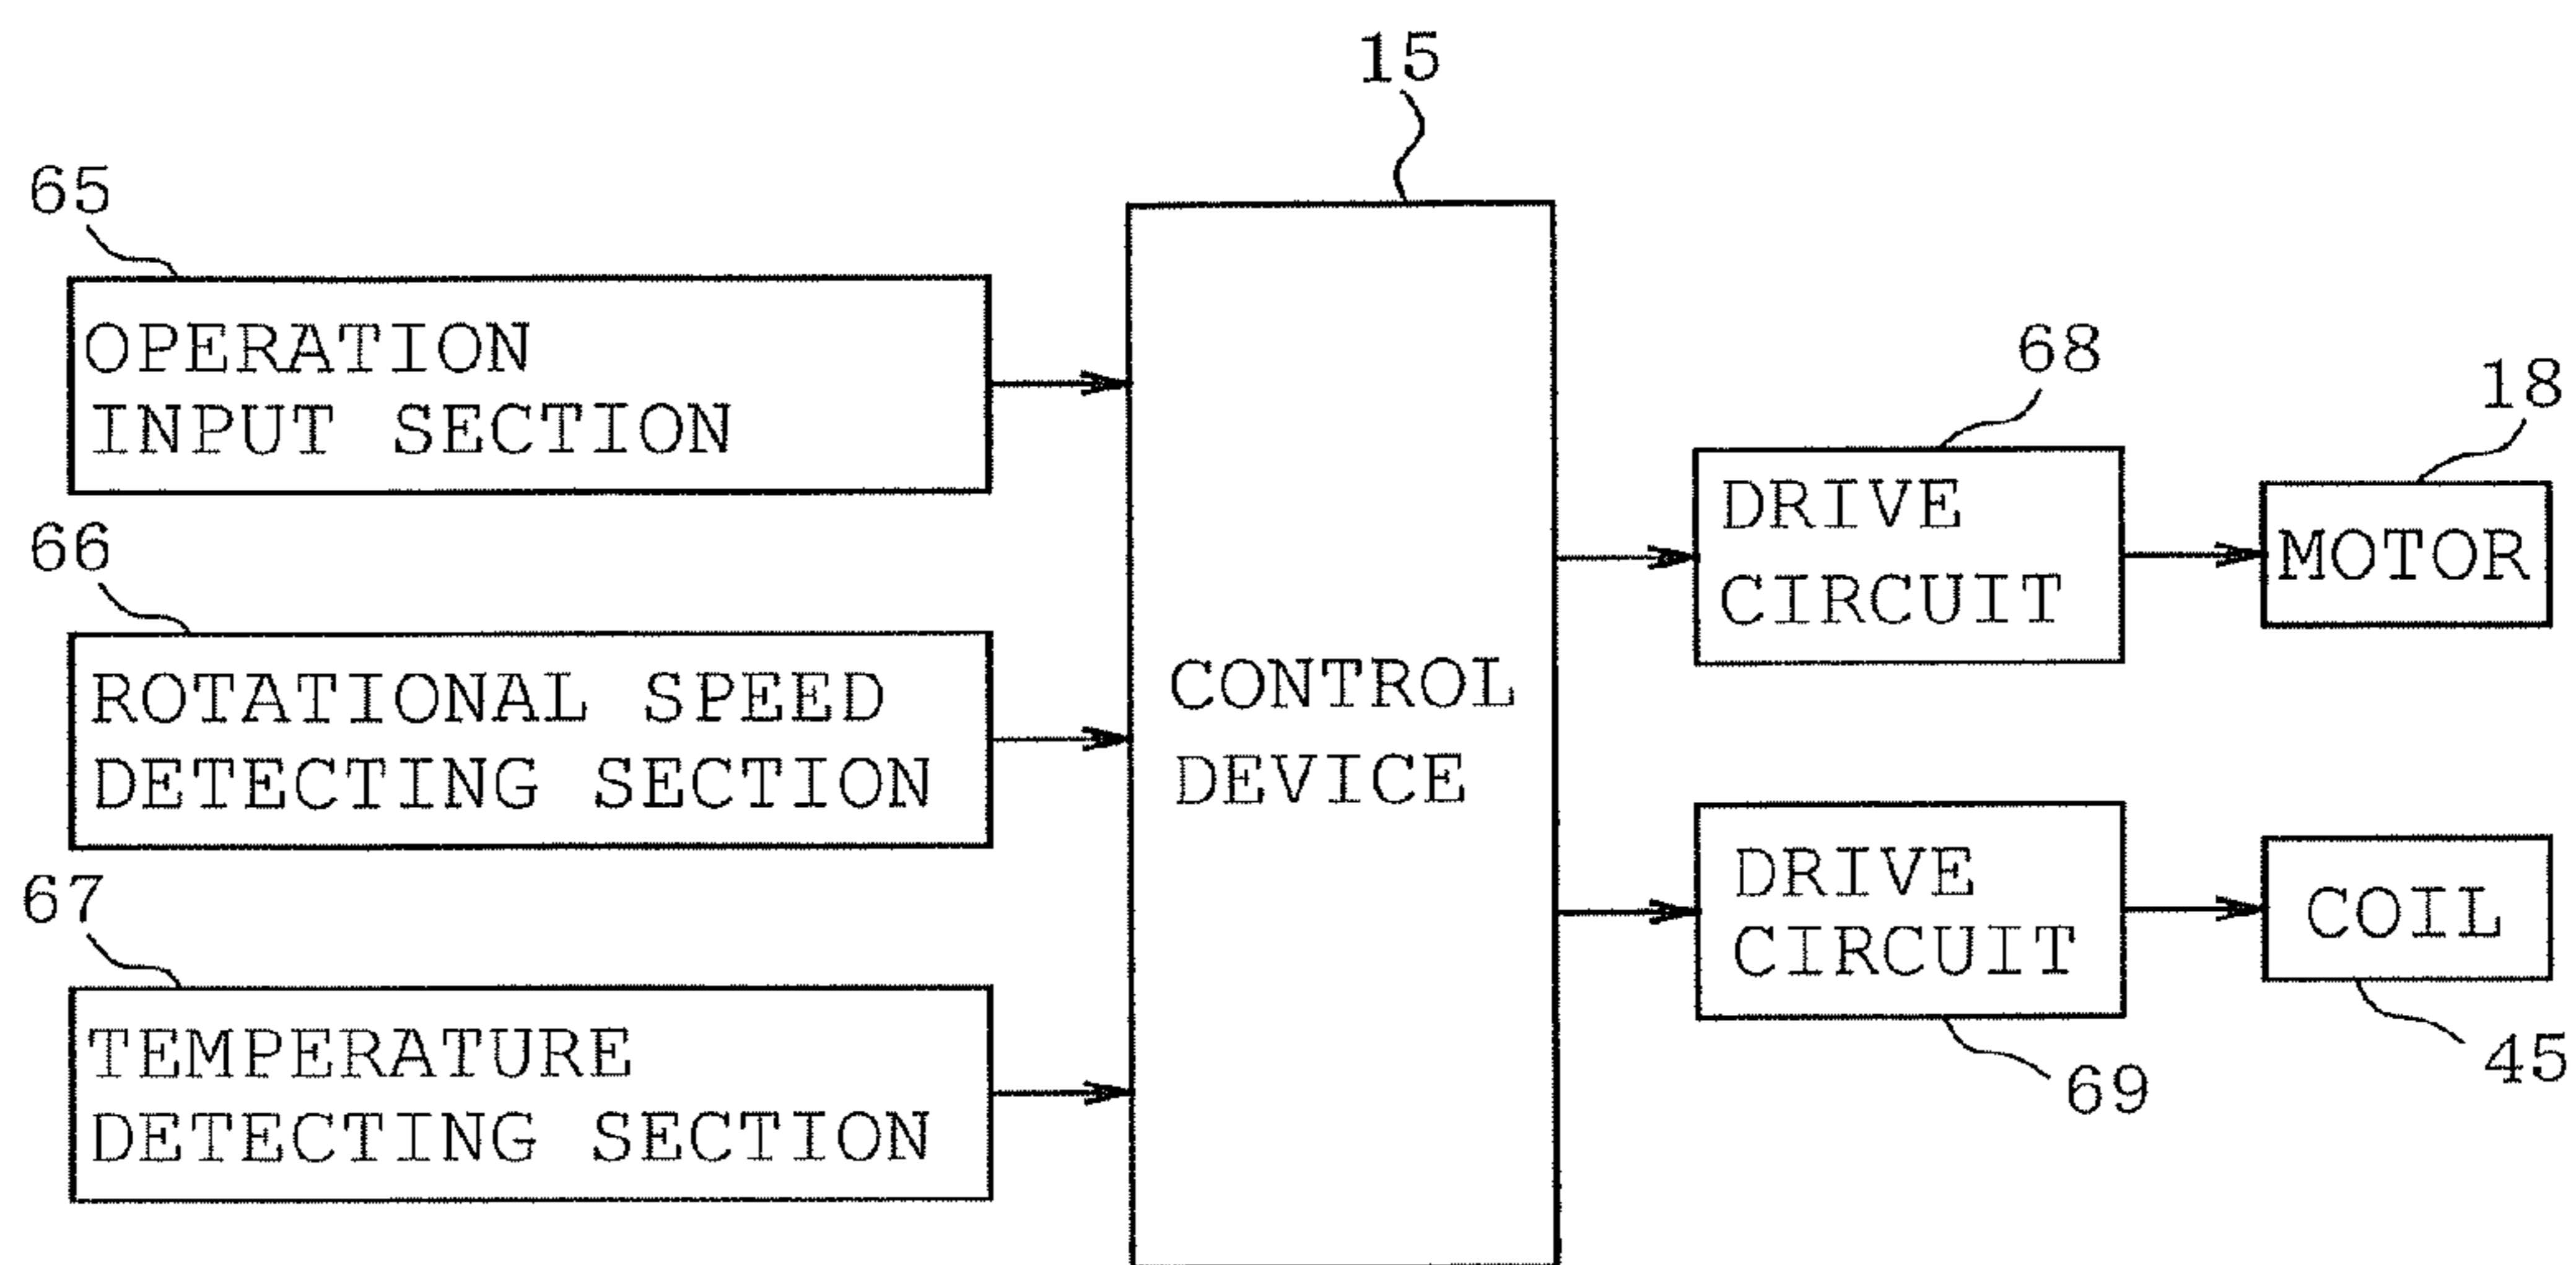 15
65
OPERATION
INPUT SECTION
66
ROTATIONAL SPEED
DETECTING SECTION
67
TEMPERATURE
DETECTING SECTION
CONTROL
DEVICE
68
DRIVE
CIRCUIT
18
MOTOR
DRIVE
CIRCUIT
69
COIL
45